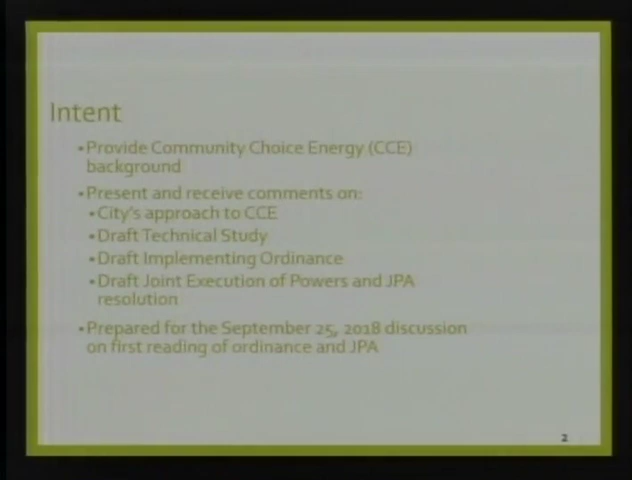 Intent
▪Provide Community Choice Energy (CCE)
background
▪Present and receive comments on:
▪City's approach to CCE
▪Draft Technical Study
▪Draft Implementing Ordinance
▪Draft Joint Execution of Powers and JPA
resolution
▪Prepared for the September 25, 2018 discussion
on first reading of ordinance and JPA
2